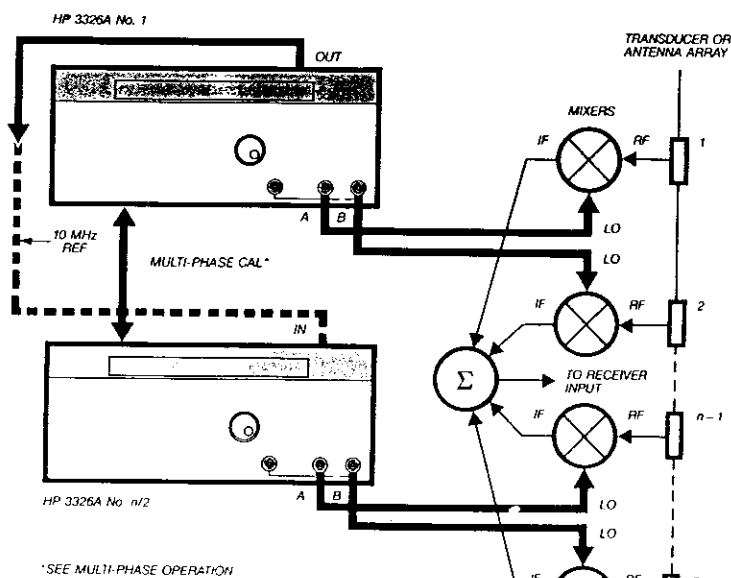 HP 3326A No. 1
OUT
TRANSDUCER OR
ANTENNA ARRAY
MIXERS
IF
RF
1
A
B
LO
10 MHz
REF
MULTI-PHASE CAL*
LO
IF
RF
2
IN
Σ
TO RECEIVER
INPUT
IF
RF
n-1
A
B
HP 3326A No. n/2
LO
LO
*SEE MULTI-PHASE OPERATION
IF
RF